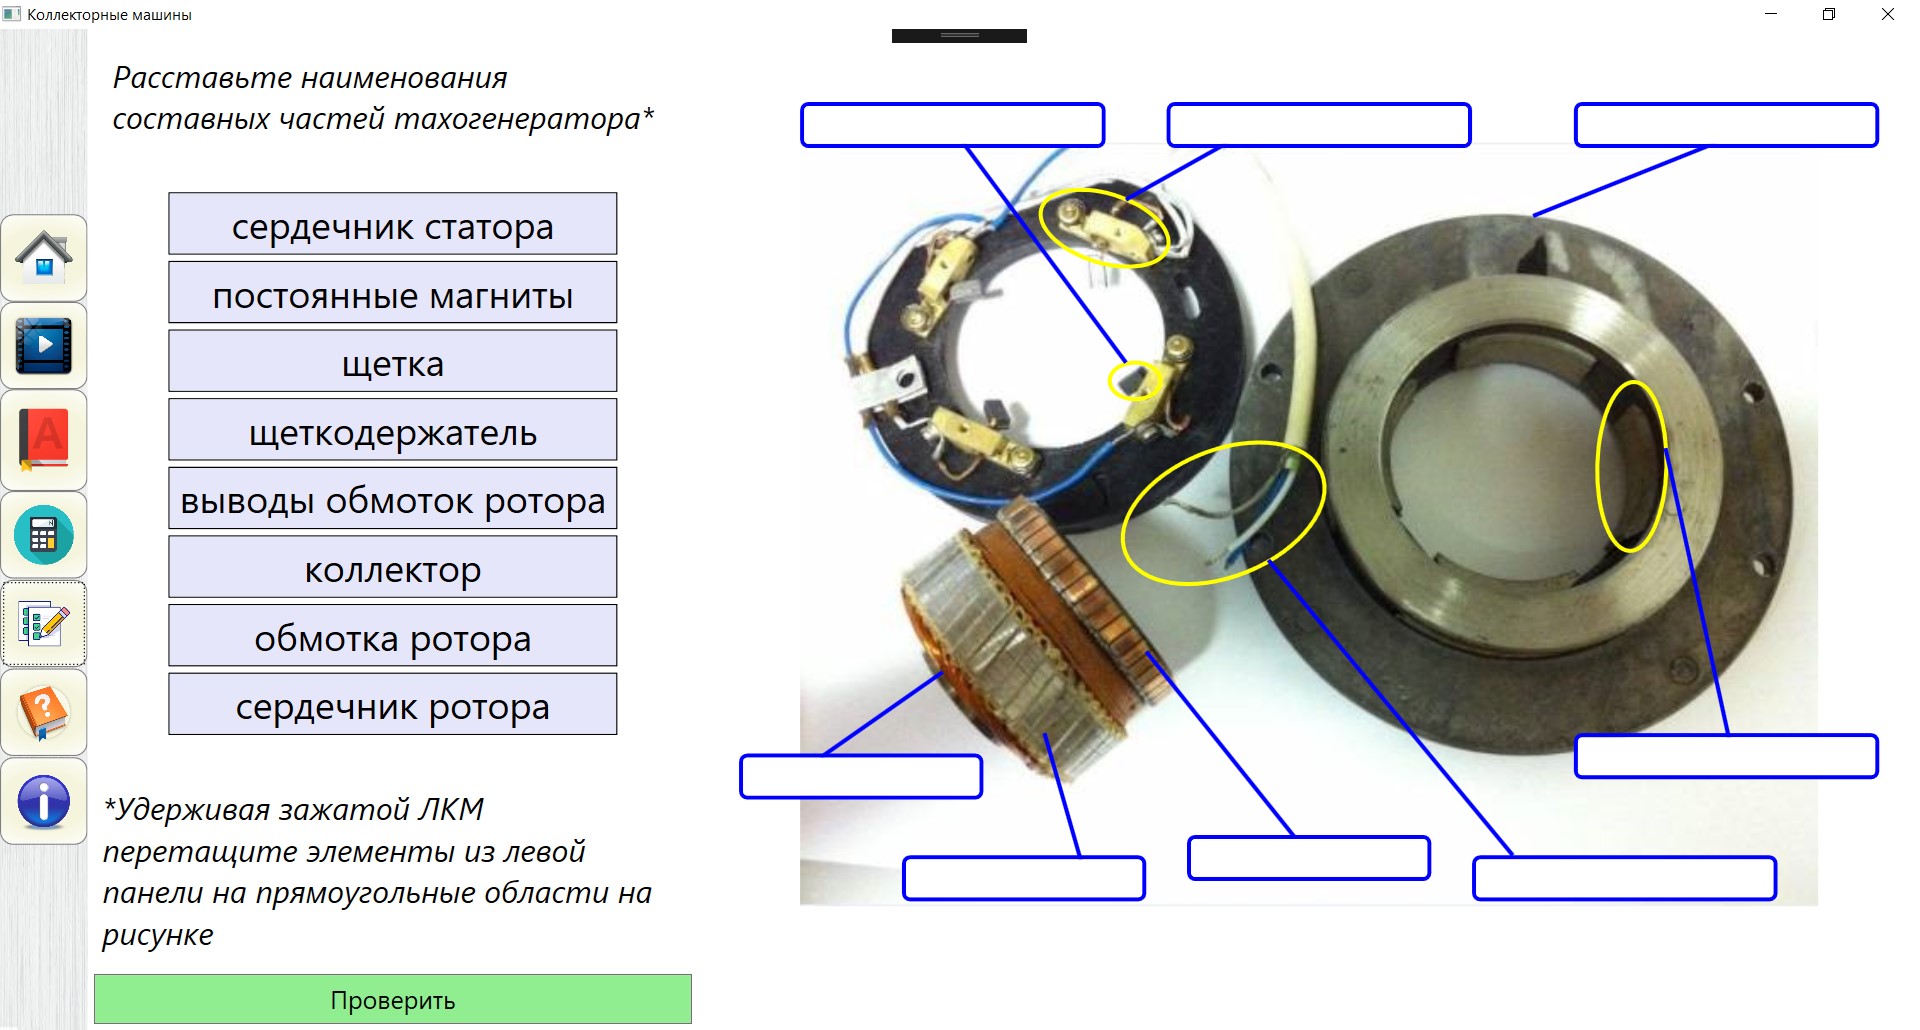 Коллекторные машины
Расставьте наименования
составных частей тахогенератора*
сердечник статора
постоянные магниты
щетка
щеткодержатель
выводы обмоток ротора
коллектор
обмотка ротора
сердечник ротора
*Удерживая зажатой ЛКМ
перетащите элементы из левой
панели на прямоугольные области на
рисунке
Проверить